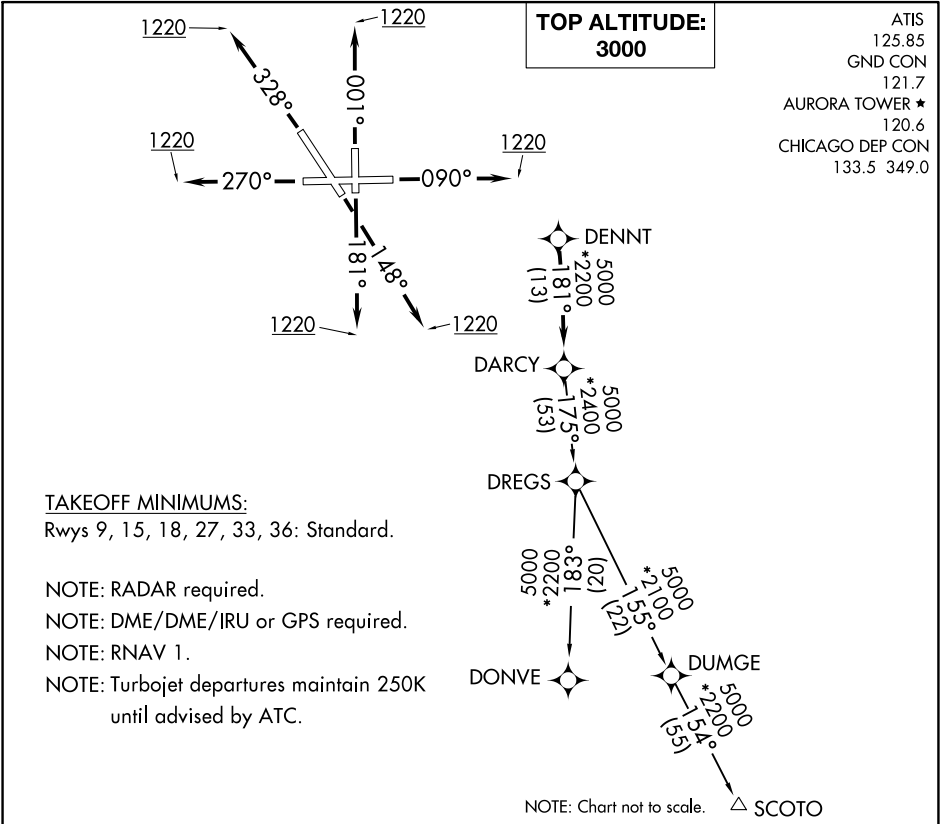 TOP ALTITUDE:
3000
ATIS
125.85
GND CON
121.7
AURORA TOWER ★
120.6
CHICAGO DEP CON
133.5 349.0
1220
1220
328°
001°
1220
1220
270°
090°
181°
148°
1220
1220
DENNT
5000
*2200
181°
(13)
DARCY
5000
*2400
175°
(53)
DREGS
5000
*2200
183°
(20)
5000
*2100
155°
(22)
DONVE
DUMGE
5000
*2200
154°
(55)
SCOTO
TAKEOFF MINIMUMS:
Rwys 9, 15, 18, 27, 33, 36: Standard.
NOTE: RADAR required.
NOTE: DME/DME/IRU or GPS required.
NOTE: RNAV 1.
NOTE: Turbojet departures maintain 250K
until advised by ATC.
NOTE: Chart not to scale.